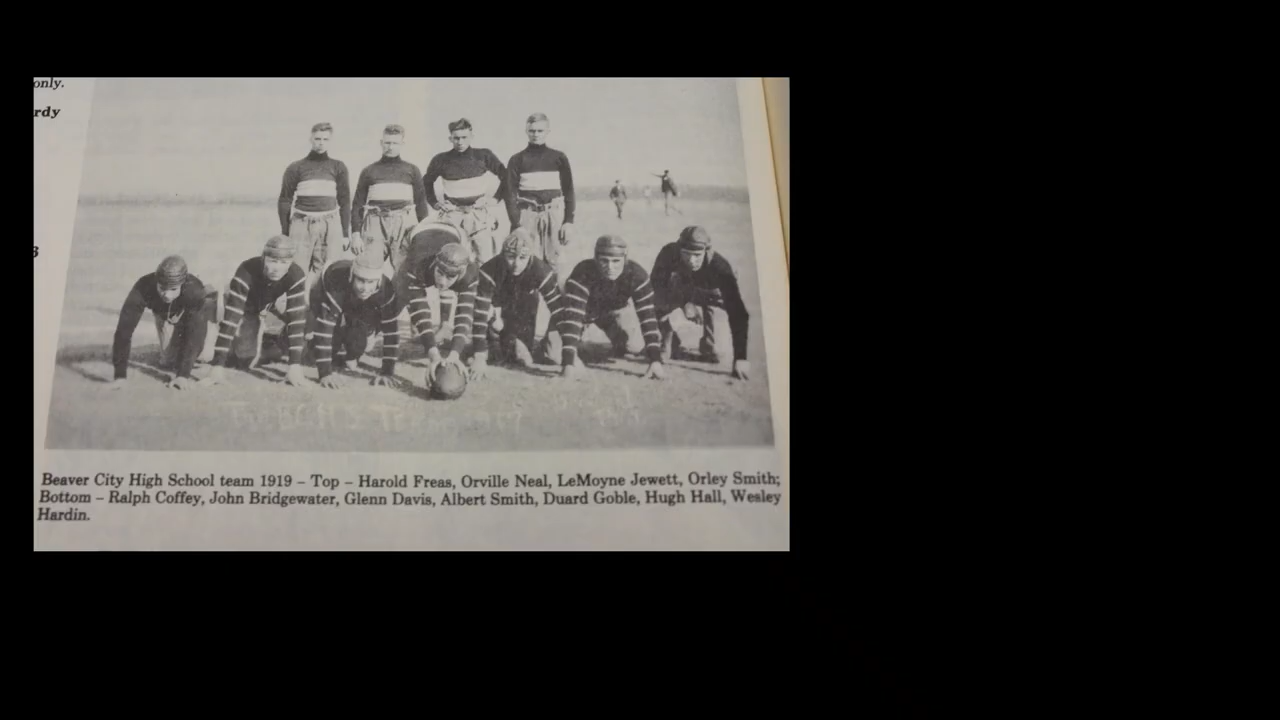 only.
rdy
3
Beaver City High School team 1919 – Top – Harold Freas, Orville Neal, LeMoyne Jewett, Orley Smith;
Bottom – Ralph Coffey, John Bridgewater, Glenn Davis, Albert Smith, Duard Goble, Hugh Hall, Wesley
Hardin.